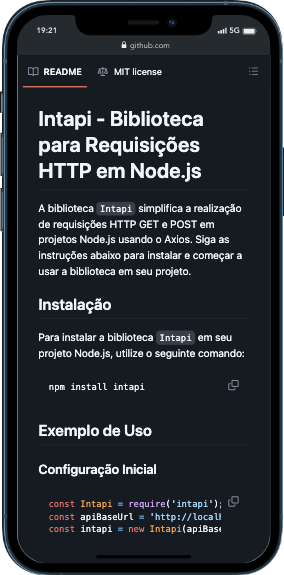 19:21
5G
github.com
README
MIT license
Intapi - Biblioteca
para Requisições
HTTP em Node.js
A biblioteca Intapi simplifica a realização
de requisições HTTP GET e POST em
projetos Node.js usando o Axios. Siga as
instruções abaixo para instalar e começar a
usar a biblioteca em seu projeto.
Instalação
Para instalar a biblioteca Intapi em seu
projeto Node.js, utilize o seguinte comando:
npm install intapi
Exemplo de Uso
Configuração Inicial
const Intapi = require('intapi');
const apiBaseUrl = 'http://local
const intapi = new Intapi(apiBase